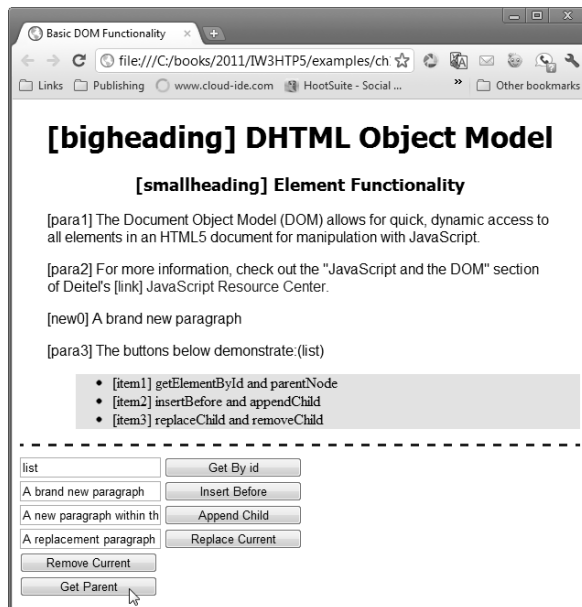 Basic DOM Functionality
file:///C:/books/2011/IW3HTP5/examples/ch
Links Publishing www.cloud-ide.com HootSuite - Social ... » Other bookmarks
[bigheading] DHTML Object Model
[smallheading] Element Functionality
[para1] The Document Object Model (DOM) allows for quick, dynamic access to
all elements in an HTML5 document for manipulation with JavaScript.
[para2] For more information, check out the "JavaScript and the DOM" section
of Deitel's [link] JavaScript Resource Center.
[new0] A brand new paragraph
[para3] The buttons below demonstrate:(list)
• [item1] getElementById and parentNode
• [item2] insertBefore and appendChild
• [item3] replaceChild and removeChild
list Get By id
A brand new paragraph Insert Before
A new paragraph within th Append Child
A replacement paragraph Replace Current
Remove Current
Get Parent